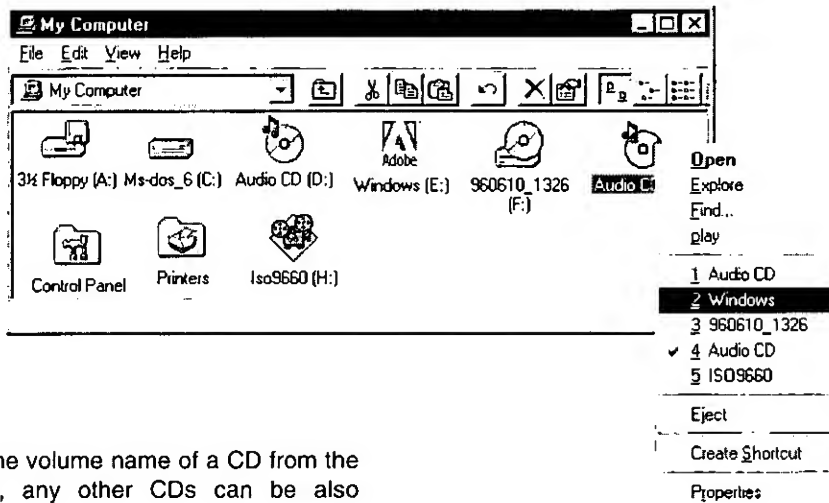 My Computer
File Edit View Help
My Computer
Adobe
3½ Floppy (A:) Ms-dos_6 (C:) Audio CD (D:) Windows (E:) 960610_1326 (F:) Audio
Control Panel Printers Iso9660 (H:)
Open
Explore
Find...
play
1 Audio CD
2 Windows
3 960610_1326
✔ 4 Audio CD
5 ISO9660
Eject
Create Shortcut
Properties
he volume name of a CD from the
, any other CDs can be also